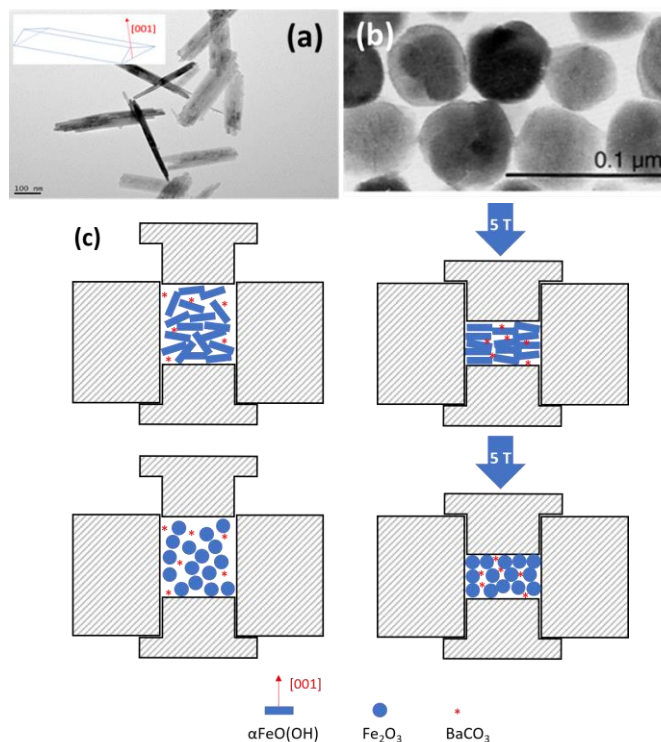 [001]
(a)
100 nm
(b)
0.1 µm
(c)
5 T
5 T
[001]
αFeO(OH)
Fe₂O₃
BaCO₃